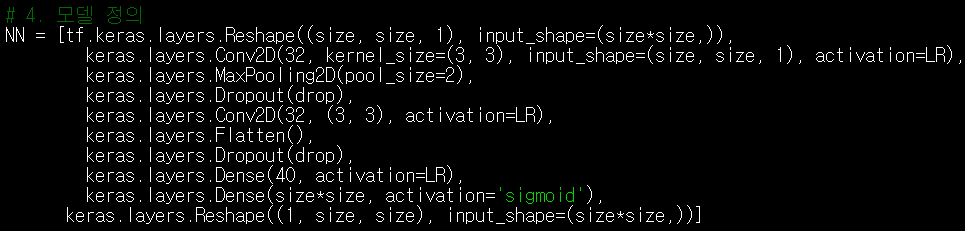 # 4. 모델 정의
NN = [tf.keras.layers.Reshape((size, size, 1), input_shape=(size*size,)),
keras.layers.Conv2D(32, kernel_size=(3, 3), input_shape=(size, size, 1), activation=LR),
keras.layers.MaxPooling2D(pool_size=2),
keras.layers.Dropout(drop),
keras.layers.Conv2D(32, (3, 3), activation=LR),
keras.layers.Flatten(),
keras.layers.Dropout(drop),
keras.layers.Dense(40, activation=LR),
keras.layers.Dense(size*size, activation='sigmoid'),
keras.layers.Reshape((1, size, size), input_shape=(size*size,))]